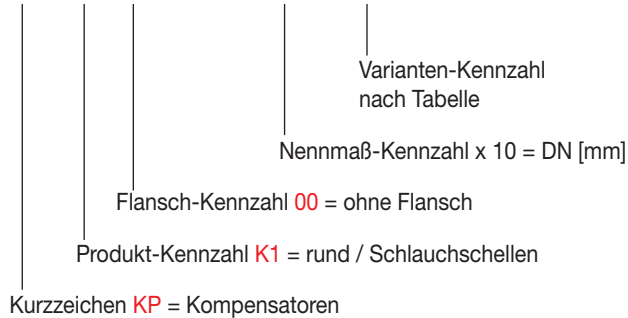 Varianten-Kennzahl
nach Tabelle
Nennmaß-Kennzahl x 10 = DN [mm]
Flansch-Kennzahl 00 = ohne Flansch
Produkt-Kennzahl K1 = rund / Schlauchschellen
Kurzzeichen KP = Kompensatoren